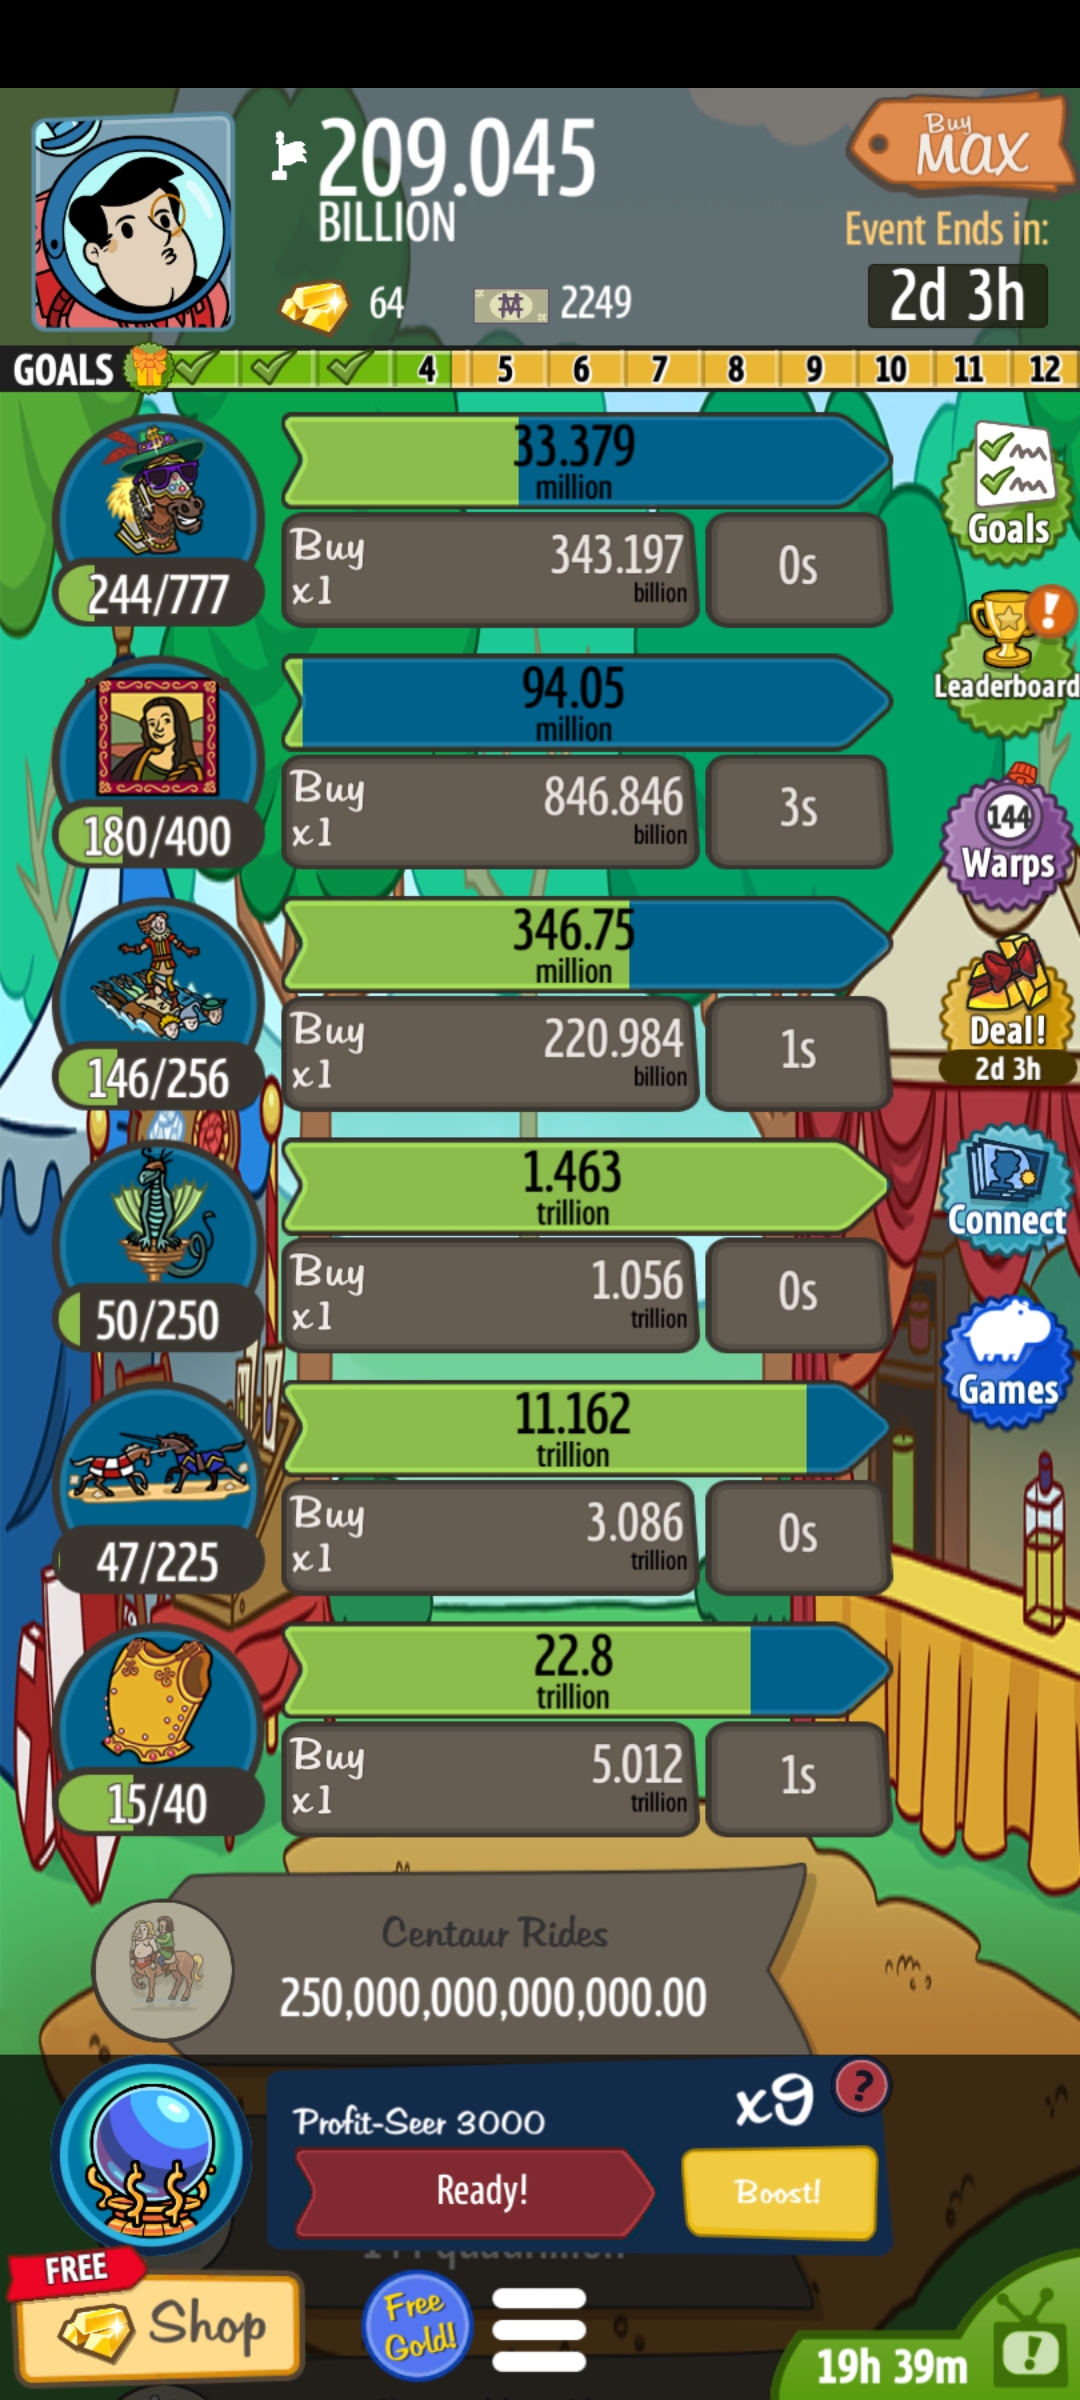 209.045
BILLION
64
2249
Buy
MAX
Event Ends in:
2d 3h
GOALS 4 5 6 7 8 9 10 11 12
33.379
million
Buy
x1
343.197
billion
0s
244/777
Goals
94.05
million
Buy
x1
846.846
billion
3s
180/400
!
Leaderboard
346.75
million
Buy
x1
220.984
billion
1s
146/256
144
Warps
Deal!
2d 3h
1.463
trillion
Buy
x1
1.056
trillion
0s
50/250
Connect
11.162
trillion
Buy
x1
3.086
trillion
0s
47/225
Games
22.8
trillion
Buy
x1
5.012
trillion
1s
15/40
Centaur Rides
250,000,000,000,000.00
Profit-Seer 3000
x9
?
Ready!
Boost!
FREE
Shop
Free
Gold!
19h 39m
!